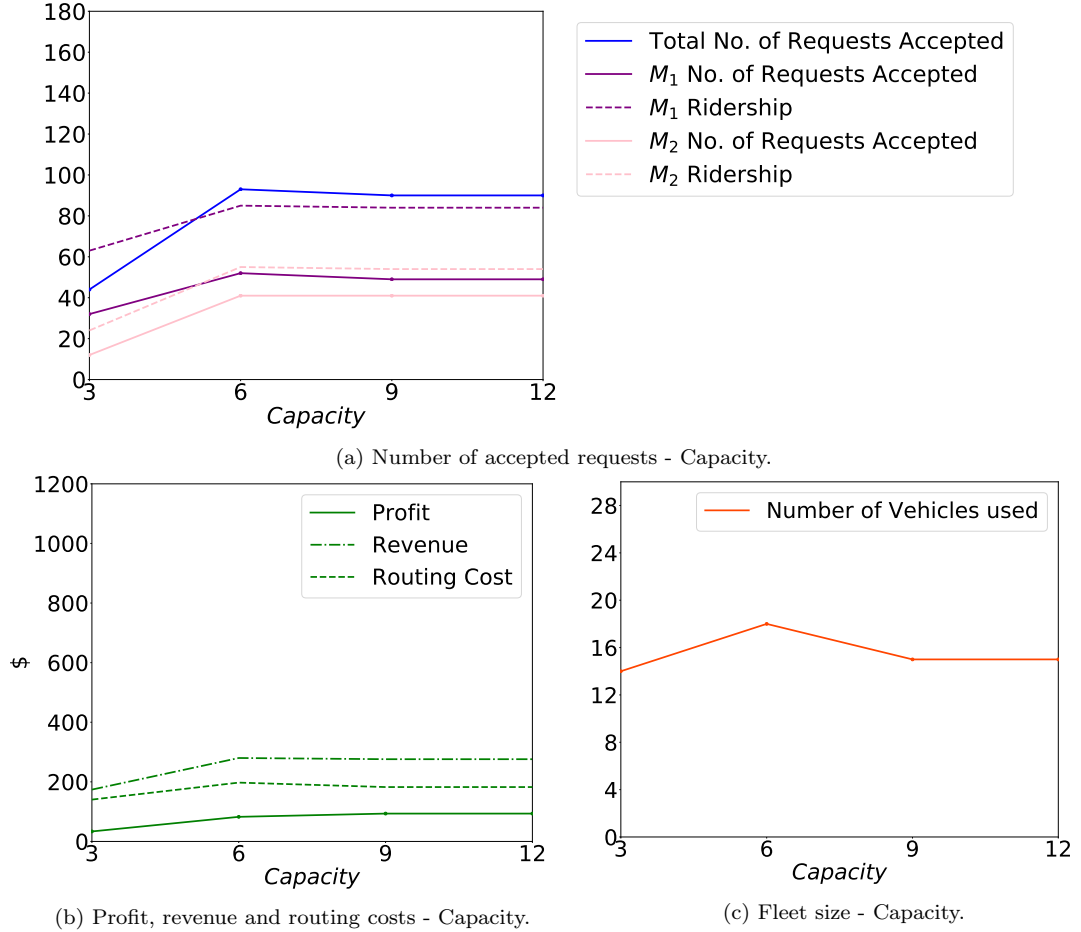 180
160
140
120
100
80
60
40
20
0
3 6 9 12
Capacity
Total No. of Requests Accepted
M₁ No. of Requests Accepted
M₁ Ridership
M₂ No. of Requests Accepted
M₂ Ridership
(a) Number of accepted requests - Capacity.
1200
1000
800
600
400
200
0
$
3 6 9 12
Capacity
Profit
Revenue
Routing Cost
(b) Profit, revenue and routing costs - Capacity.
28
24
20
16
12
8
4
0
3 6 9 12
Capacity
Number of Vehicles used
(c) Fleet size - Capacity.